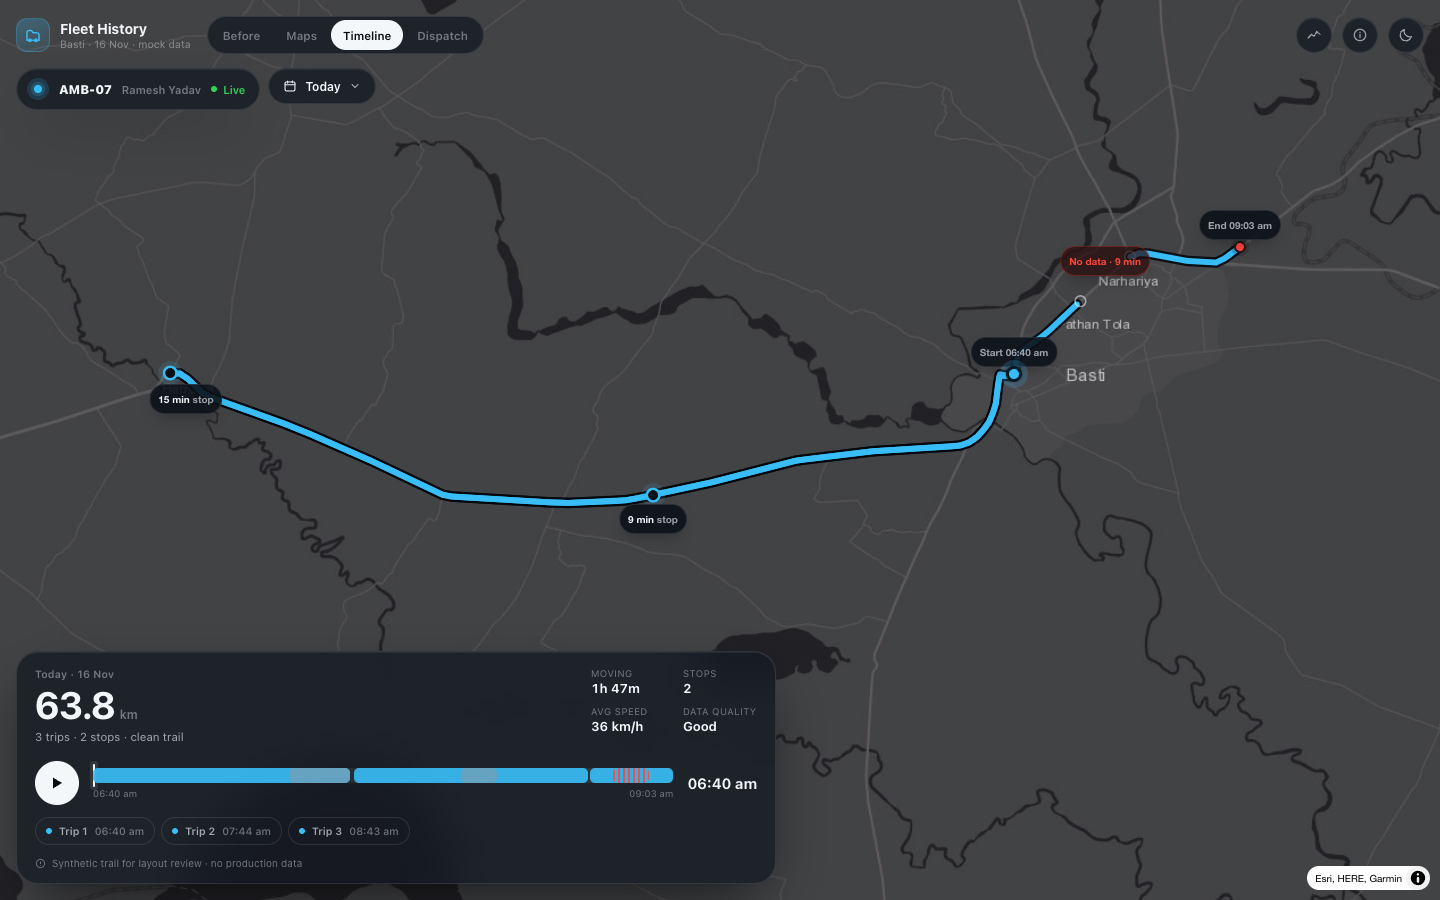 Fleet History
Basti · 16 Nov · mock data
Before
Maps
Timeline
Dispatch
AMB-07 Ramesh Yadav Live
Today
End 09:03 am
No data · 9 min
Narhariya
athan Tola
Start 06:40 am
Basti
15 min stop
9 min stop
Today · 16 Nov
63.8 km
3 trips · 2 stops · clean trail
MOVING
1h 47m
STOPS
2
AVG SPEED
36 km/h
DATA QUALITY
Good
06:40 am
09:03 am
06:40 am
Trip 1 06:40 am
Trip 2 07:44 am
Trip 3 08:43 am
Synthetic trail for layout review · no production data
Esri, HERE, Garmin